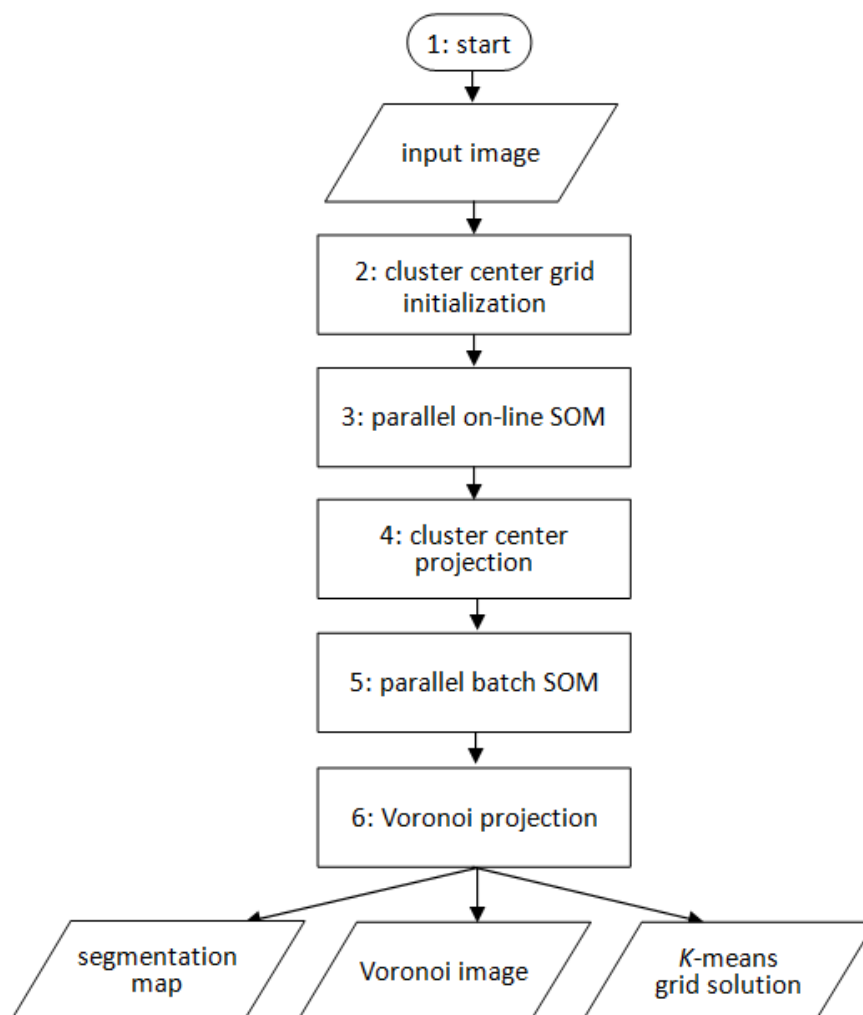 1: start
input image
2: cluster center grid
initialization
3: parallel on-line SOM
4: cluster center
projection
5: parallel batch SOM
6: Voronoi projection
segmentation
map
Voronoi image
K-means
grid solution